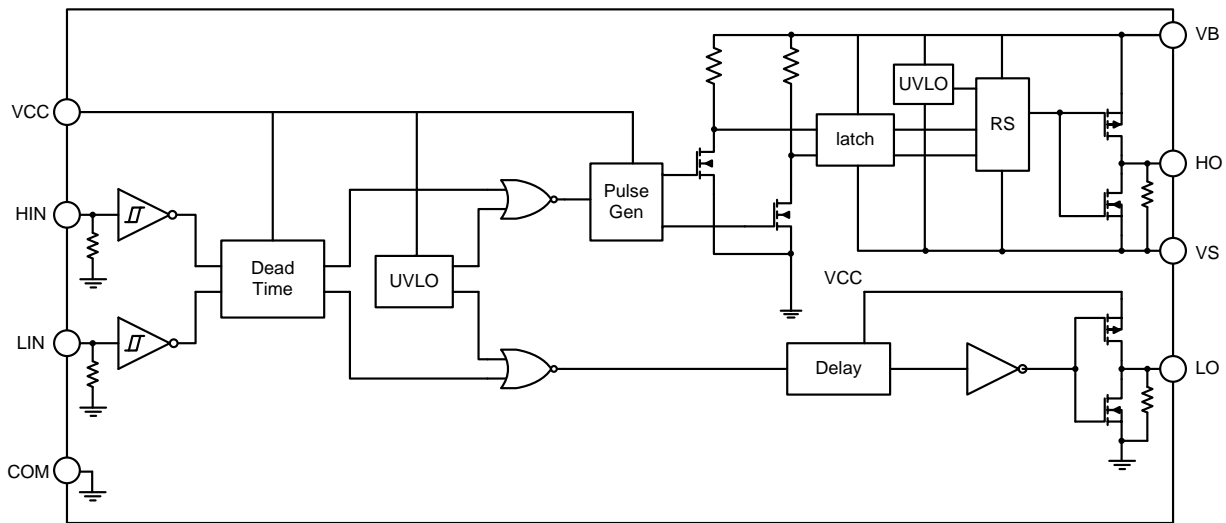 VB
UVLO
VCC
RS
latch
HO
HIN
Pulse
Gen
Dead
Time
UVLO
VS
VCC
LIN
Delay
LO
COM